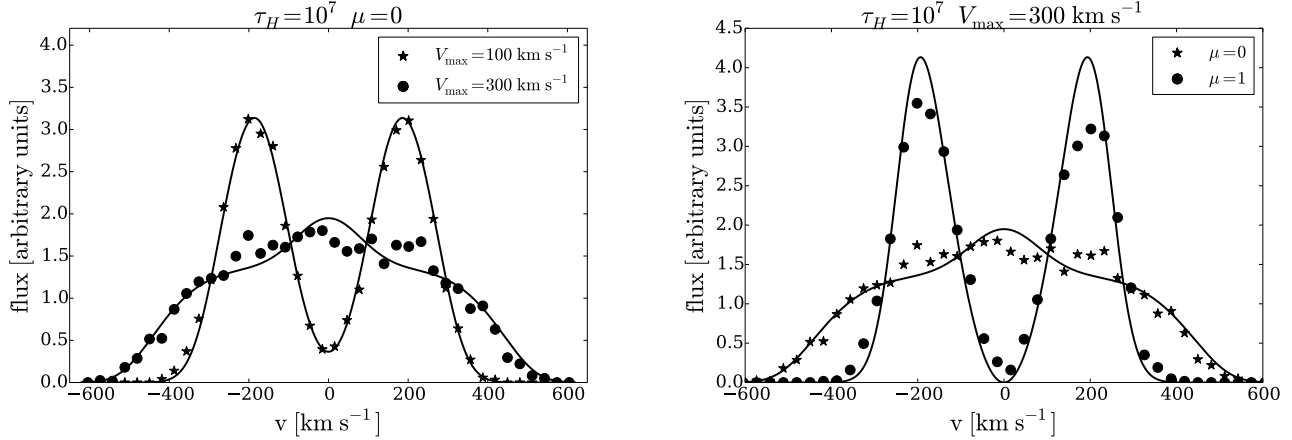 τ_H=10^7 μ=0
V_max=100 km s^−1
V_max=300 km s^−1
flux [arbitrary units]
4.0
3.5
3.0
2.5
2.0
1.5
1.0
0.5
0.0
−600 −400 −200 0 200 400 600
v [km s^−1]
τ_H=10^7 V_max=300 km s^−1
μ=0
μ=1
flux [arbitrary units]
4.5
4.0
3.5
3.0
2.5
2.0
1.5
1.0
0.5
0.0
−600 −400 −200 0 200 400 600
v [km s^−1]